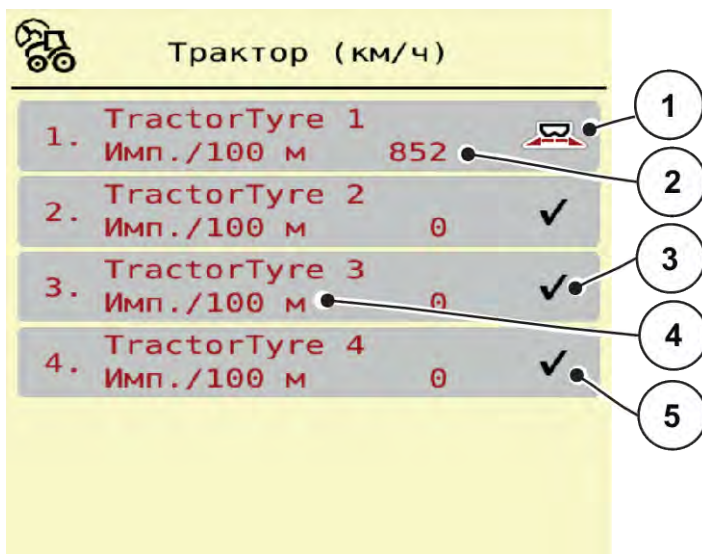 Трактор (км/ч)
1. TractorTyre 1
Имп./100 м 852
2. TractorTyre 2
Имп./100 м 0
3. TractorTyre 3
Имп./100 м 0
4. TractorTyre 4
Имп./100 м 0
1
2
3
4
5